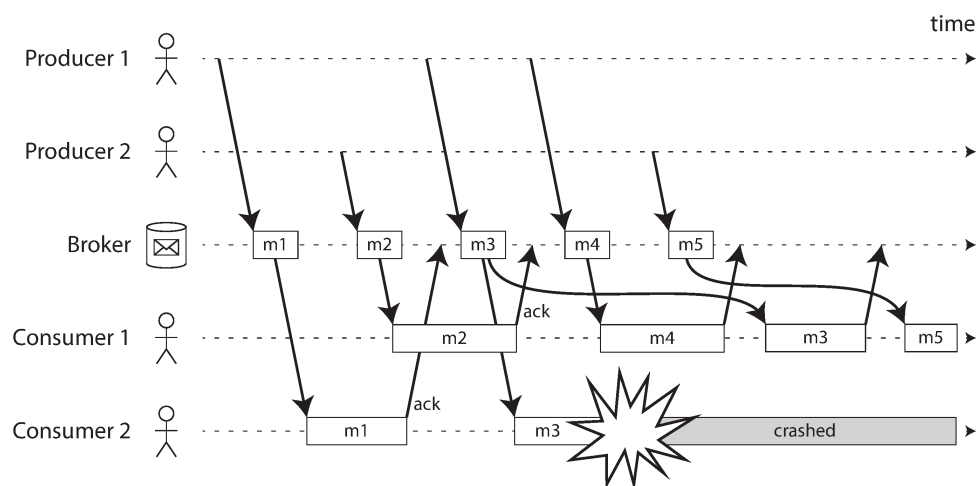 time
Producer 1
Producer 2
Broker
m1
m2
m3
m4
m5
Consumer 1
m2
ack
m4
m3
m5
Consumer 2
m1
ack
m3
crashed